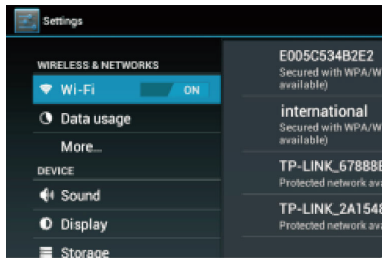 Settings
WIRELESS & NETWORKS
Wi-Fi ON
Data usage
More...
DEVICE
Sound
Display
Storage
E005C534B2E2
Secured with WPA/W
available)
international
Secured with WPA/W
available)
TP-LINK_67888
Protected network ava
TP-LINK_2A1548
Protected network ava